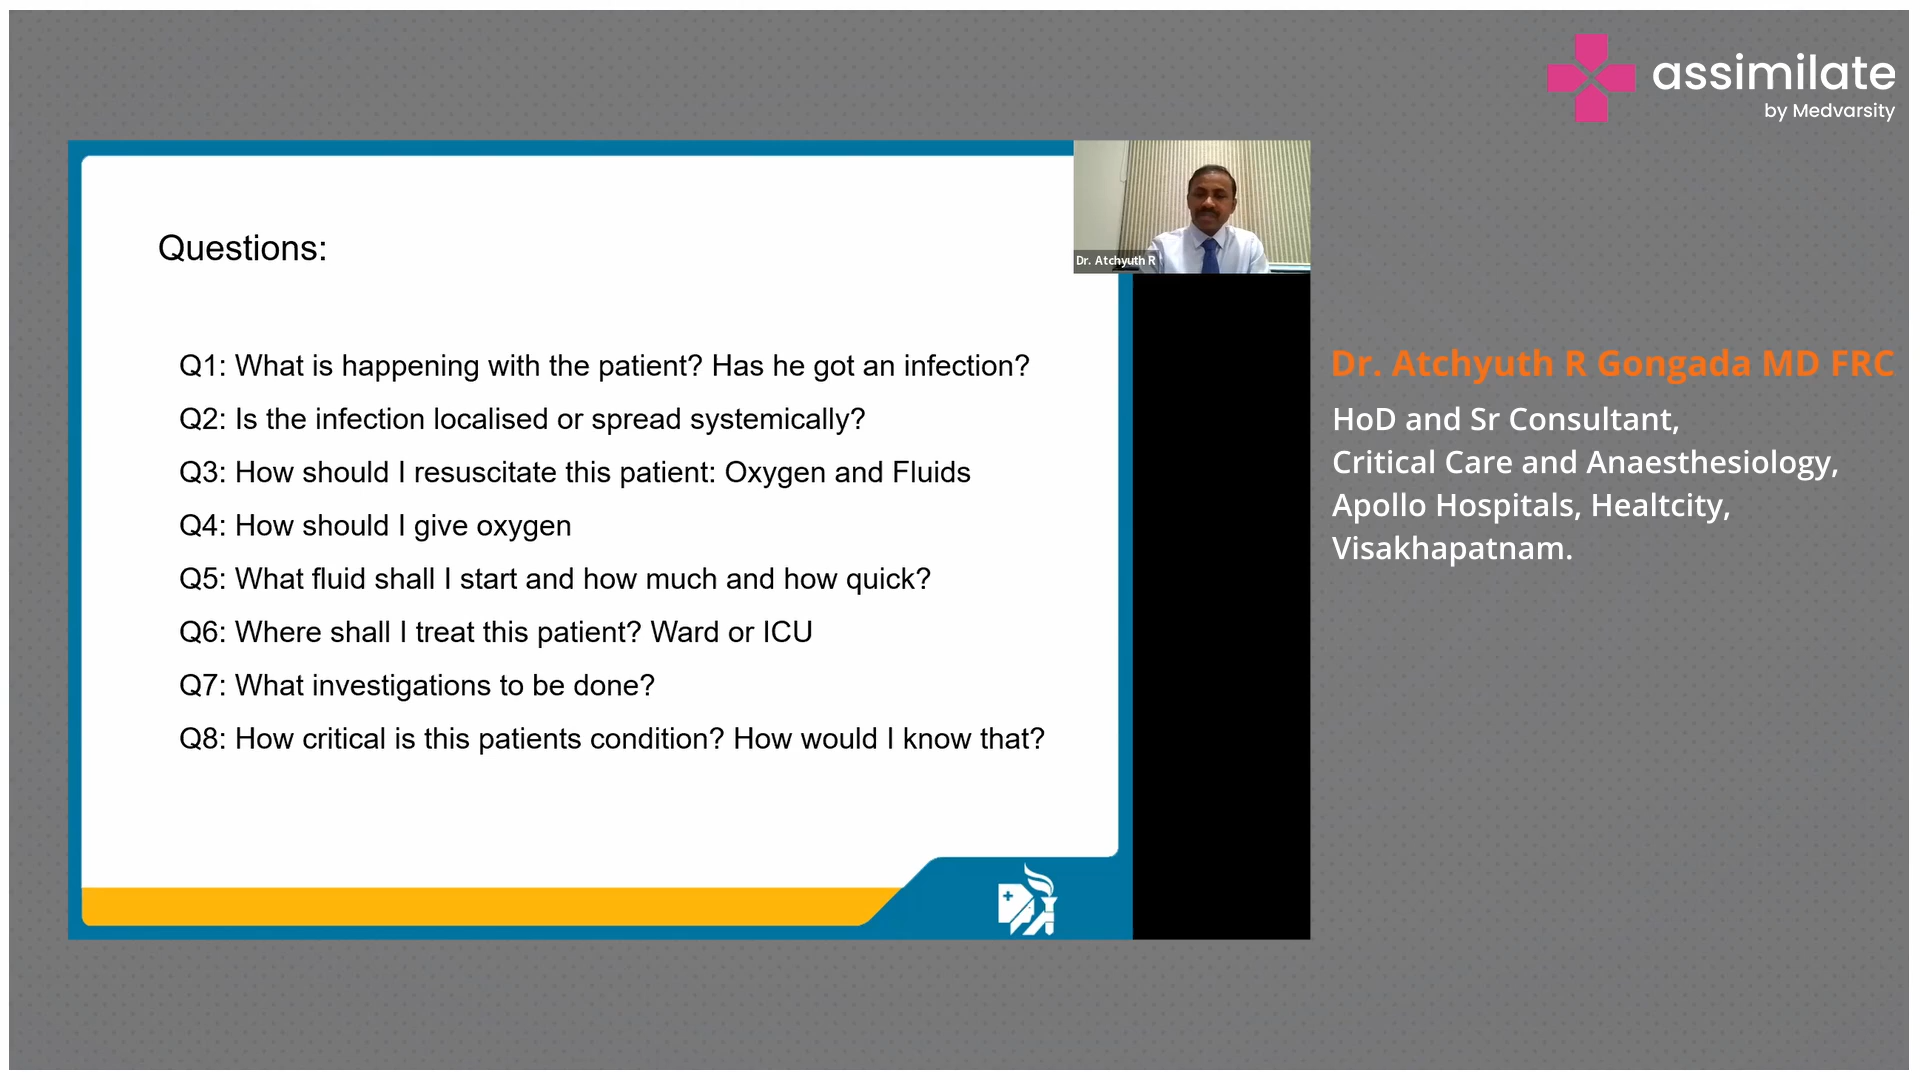 assimilate
by Medvarsity
Questions:
Q1: What is happening with the patient? Has he got an infection?
Q2: Is the infection localised or spread systemically?
Q3: How should I resuscitate this patient: Oxygen and Fluids
Q4: How should I give oxygen
Q5: What fluid shall I start and how much and how quick?
Q6: Where shall I treat this patient? Ward or ICU
Q7: What investigations to be done?
Q8: How critical is this patients condition? How would I know that?
Dr. Atchyuth R
Dr. Atchyuth R Gongada MD FRC
HoD and Sr Consultant,
Critical Care and Anaesthesiology,
Apollo Hospitals, Healtcity,
Visakhapatnam.